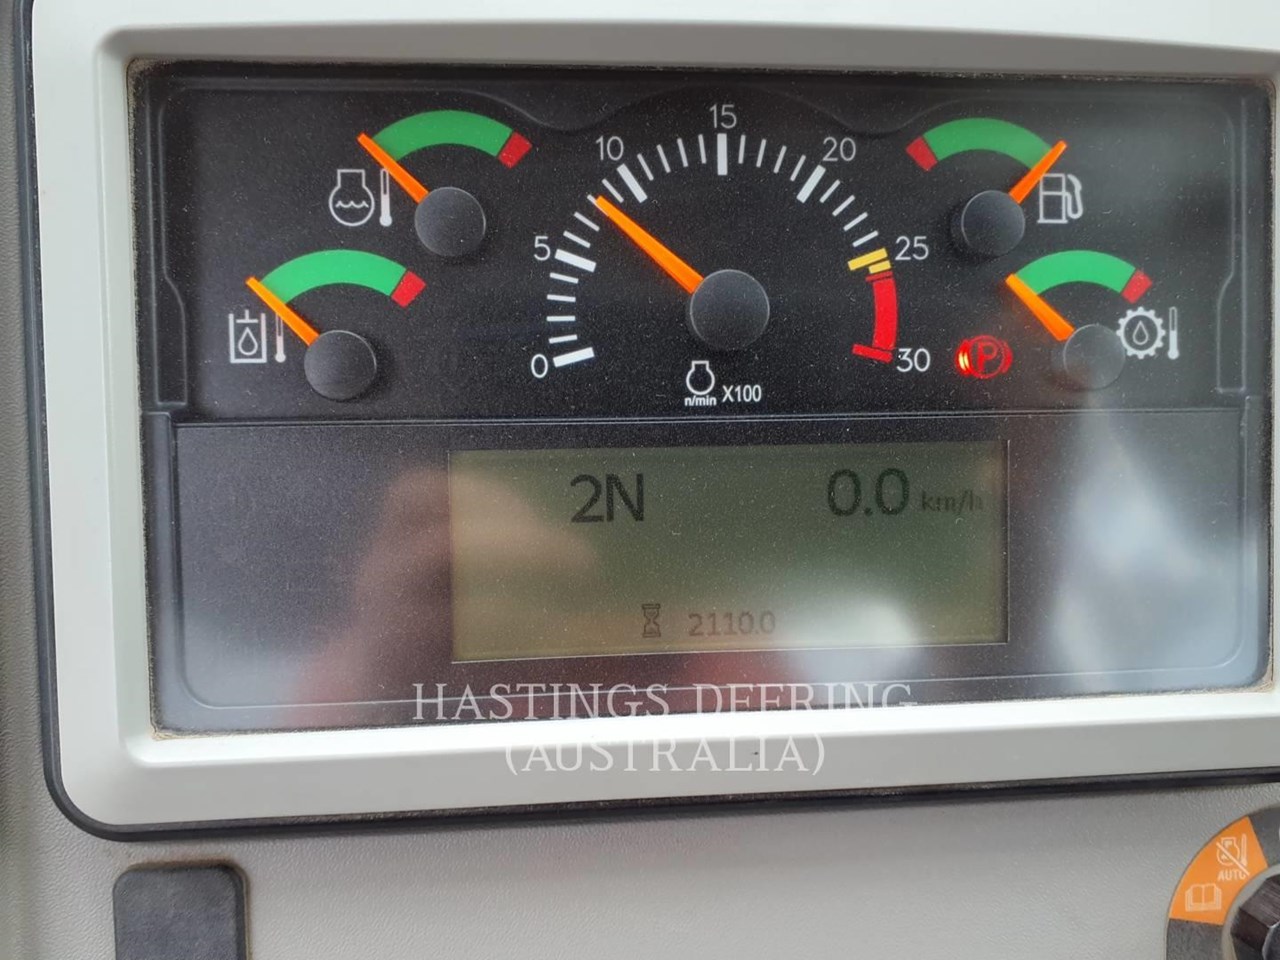 15
10
20
5
25
0
30
P
n/min X100
2N 0.0 km/h
2110.0
HASTINGS DEERING
(AUSTRALIA)
AUTO